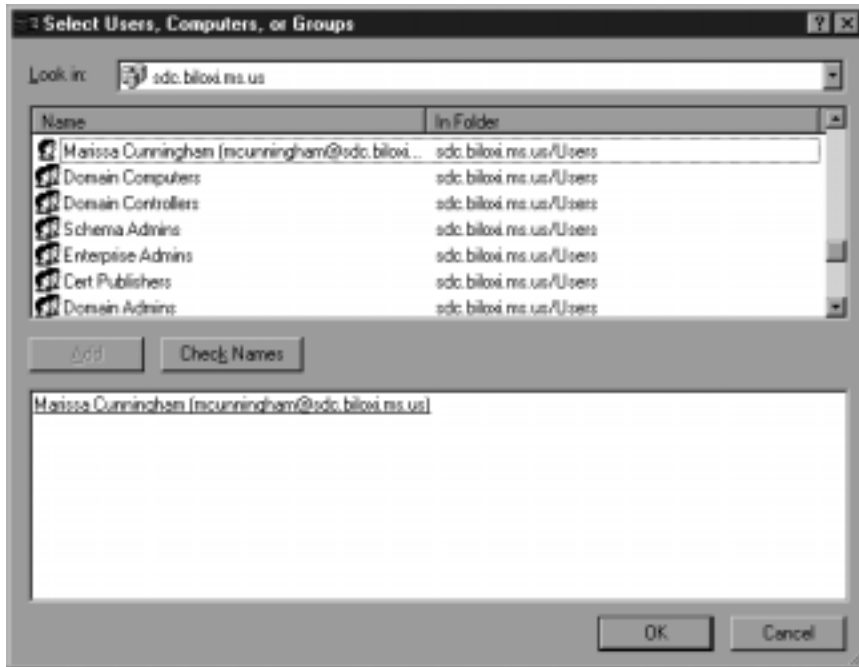 Select Users, Computers, or Groups
Look in: sdc.biloxi.ms.us
Name In Folder
Marissa Cunningham (mcunningham@sdc.biloxi... sdc.biloxi.ms.us/Users
Domain Computers sdc.biloxi.ms.us/Users
Domain Controllers sdc.biloxi.ms.us/Users
Schema Admins sdc.biloxi.ms.us/Users
Enterprise Admins sdc.biloxi.ms.us/Users
Cert Publishers sdc.biloxi.ms.us/Users
Domain Admins sdc.biloxi.ms.us/Users
Add Check Names
Marissa Cunningham (mcunningham@sdc.biloxi.ms.us)
OK Cancel